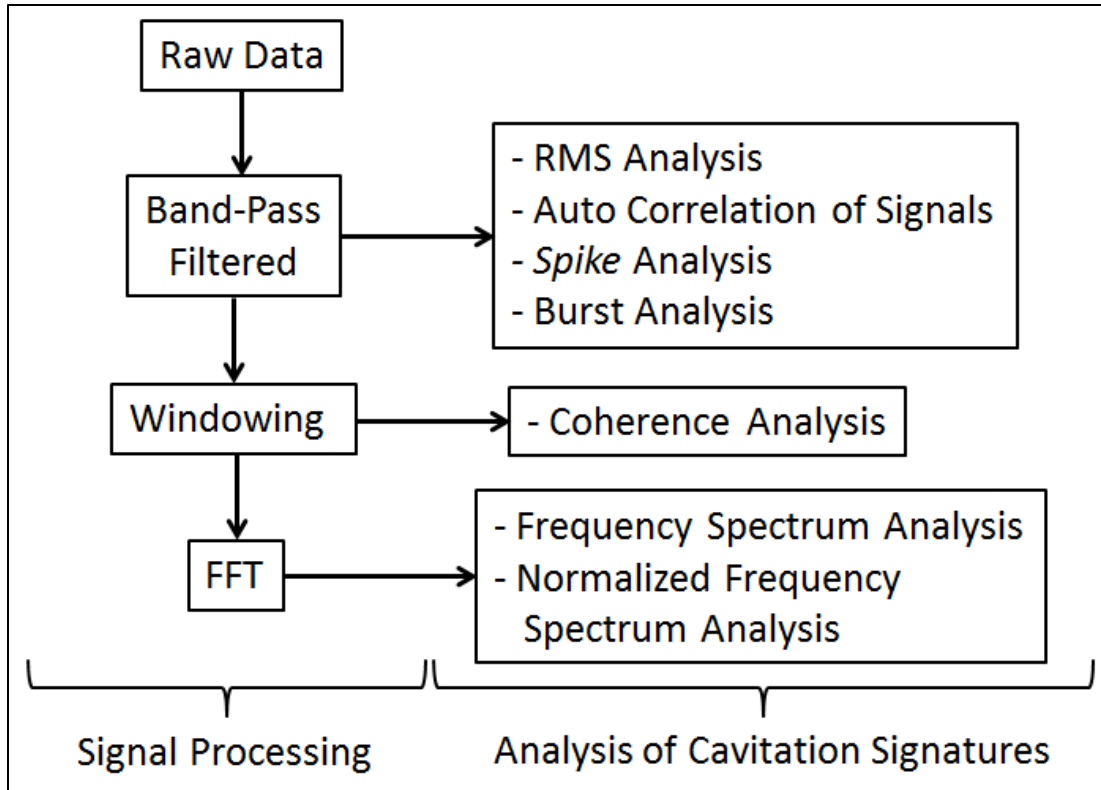 Raw Data
Band-Pass
Filtered
- RMS Analysis
- Auto Correlation of Signals
- Spike Analysis
- Burst Analysis
Windowing
- Coherence Analysis
FFT
- Frequency Spectrum Analysis
- Normalized Frequency
Spectrum Analysis
Signal Processing
Analysis of Cavitation Signatures